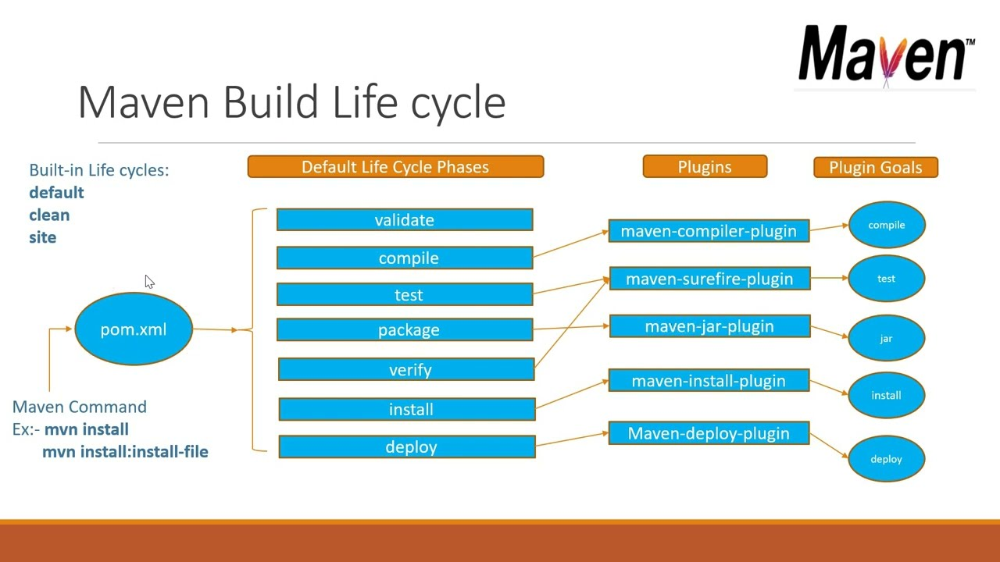 Maven™
Maven Build Life cycle
Built-in Life cycles:
default
clean
site
pom.xml
Maven Command
Ex:- mvn install
mvn install:install-file
Default Life Cycle Phases
validate
compile
test
package
verify
install
deploy
Plugins
maven-compiler-plugin
maven-surefire-plugin
maven-jar-plugin
maven-install-plugin
Maven-deploy-plugin
Plugin Goals
compile
test
jar
install
deploy